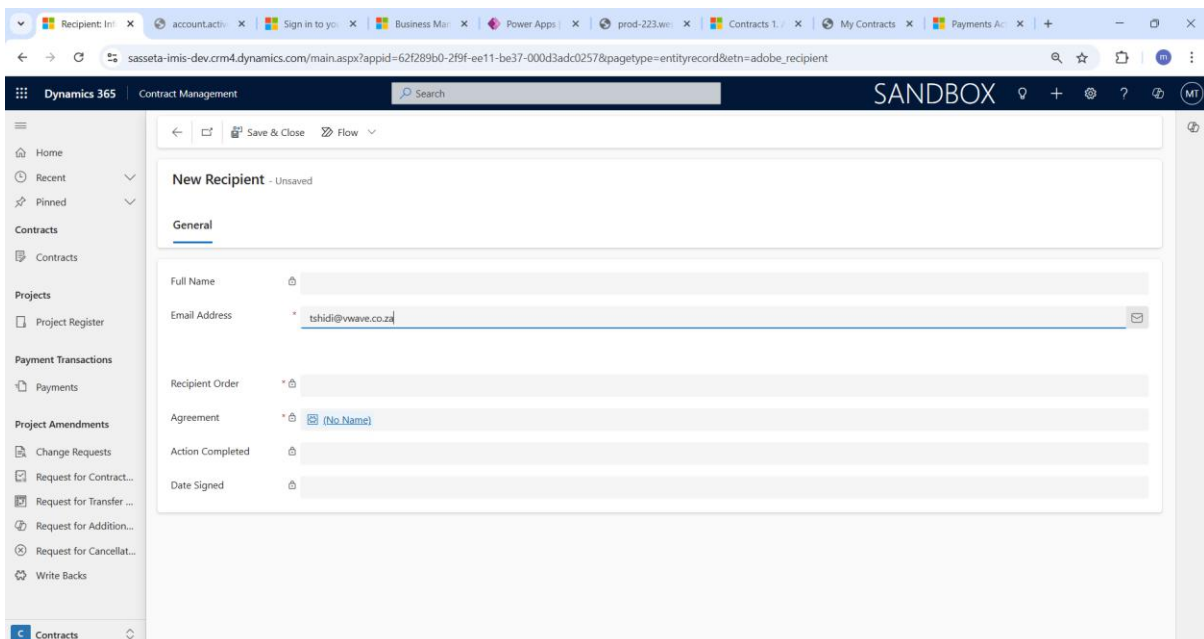 Recipient: Inf
account.activ
Sign in to yo
Business Man
Power Apps
prod-223.we
Contracts 1. /
My Contracts
Payments Ac
sasseta-imis-dev.crm4.dynamics.com/main.aspx?appid=62f289b0-2f9f-ee11-be37-000d3adc0257&pagetype=entityrecord&etn=adobe_recipient
m
Dynamics 365
Contract Management
Search
SANDBOX
MT
Save & Close
Flow
Home
Recent
Pinned
Contracts
Contracts
Projects
Project Register
Payment Transactions
Payments
Project Amendments
Change Requests
Request for Contract...
Request for Transfer ...
Request for Addition...
Request for Cancellat...
Write Backs
C Contracts
New Recipient - Unsaved
General
Full Name
Email Address * tshidi@vwave.co.za
Recipient Order *
Agreement * (No Name)
Action Completed
Date Signed